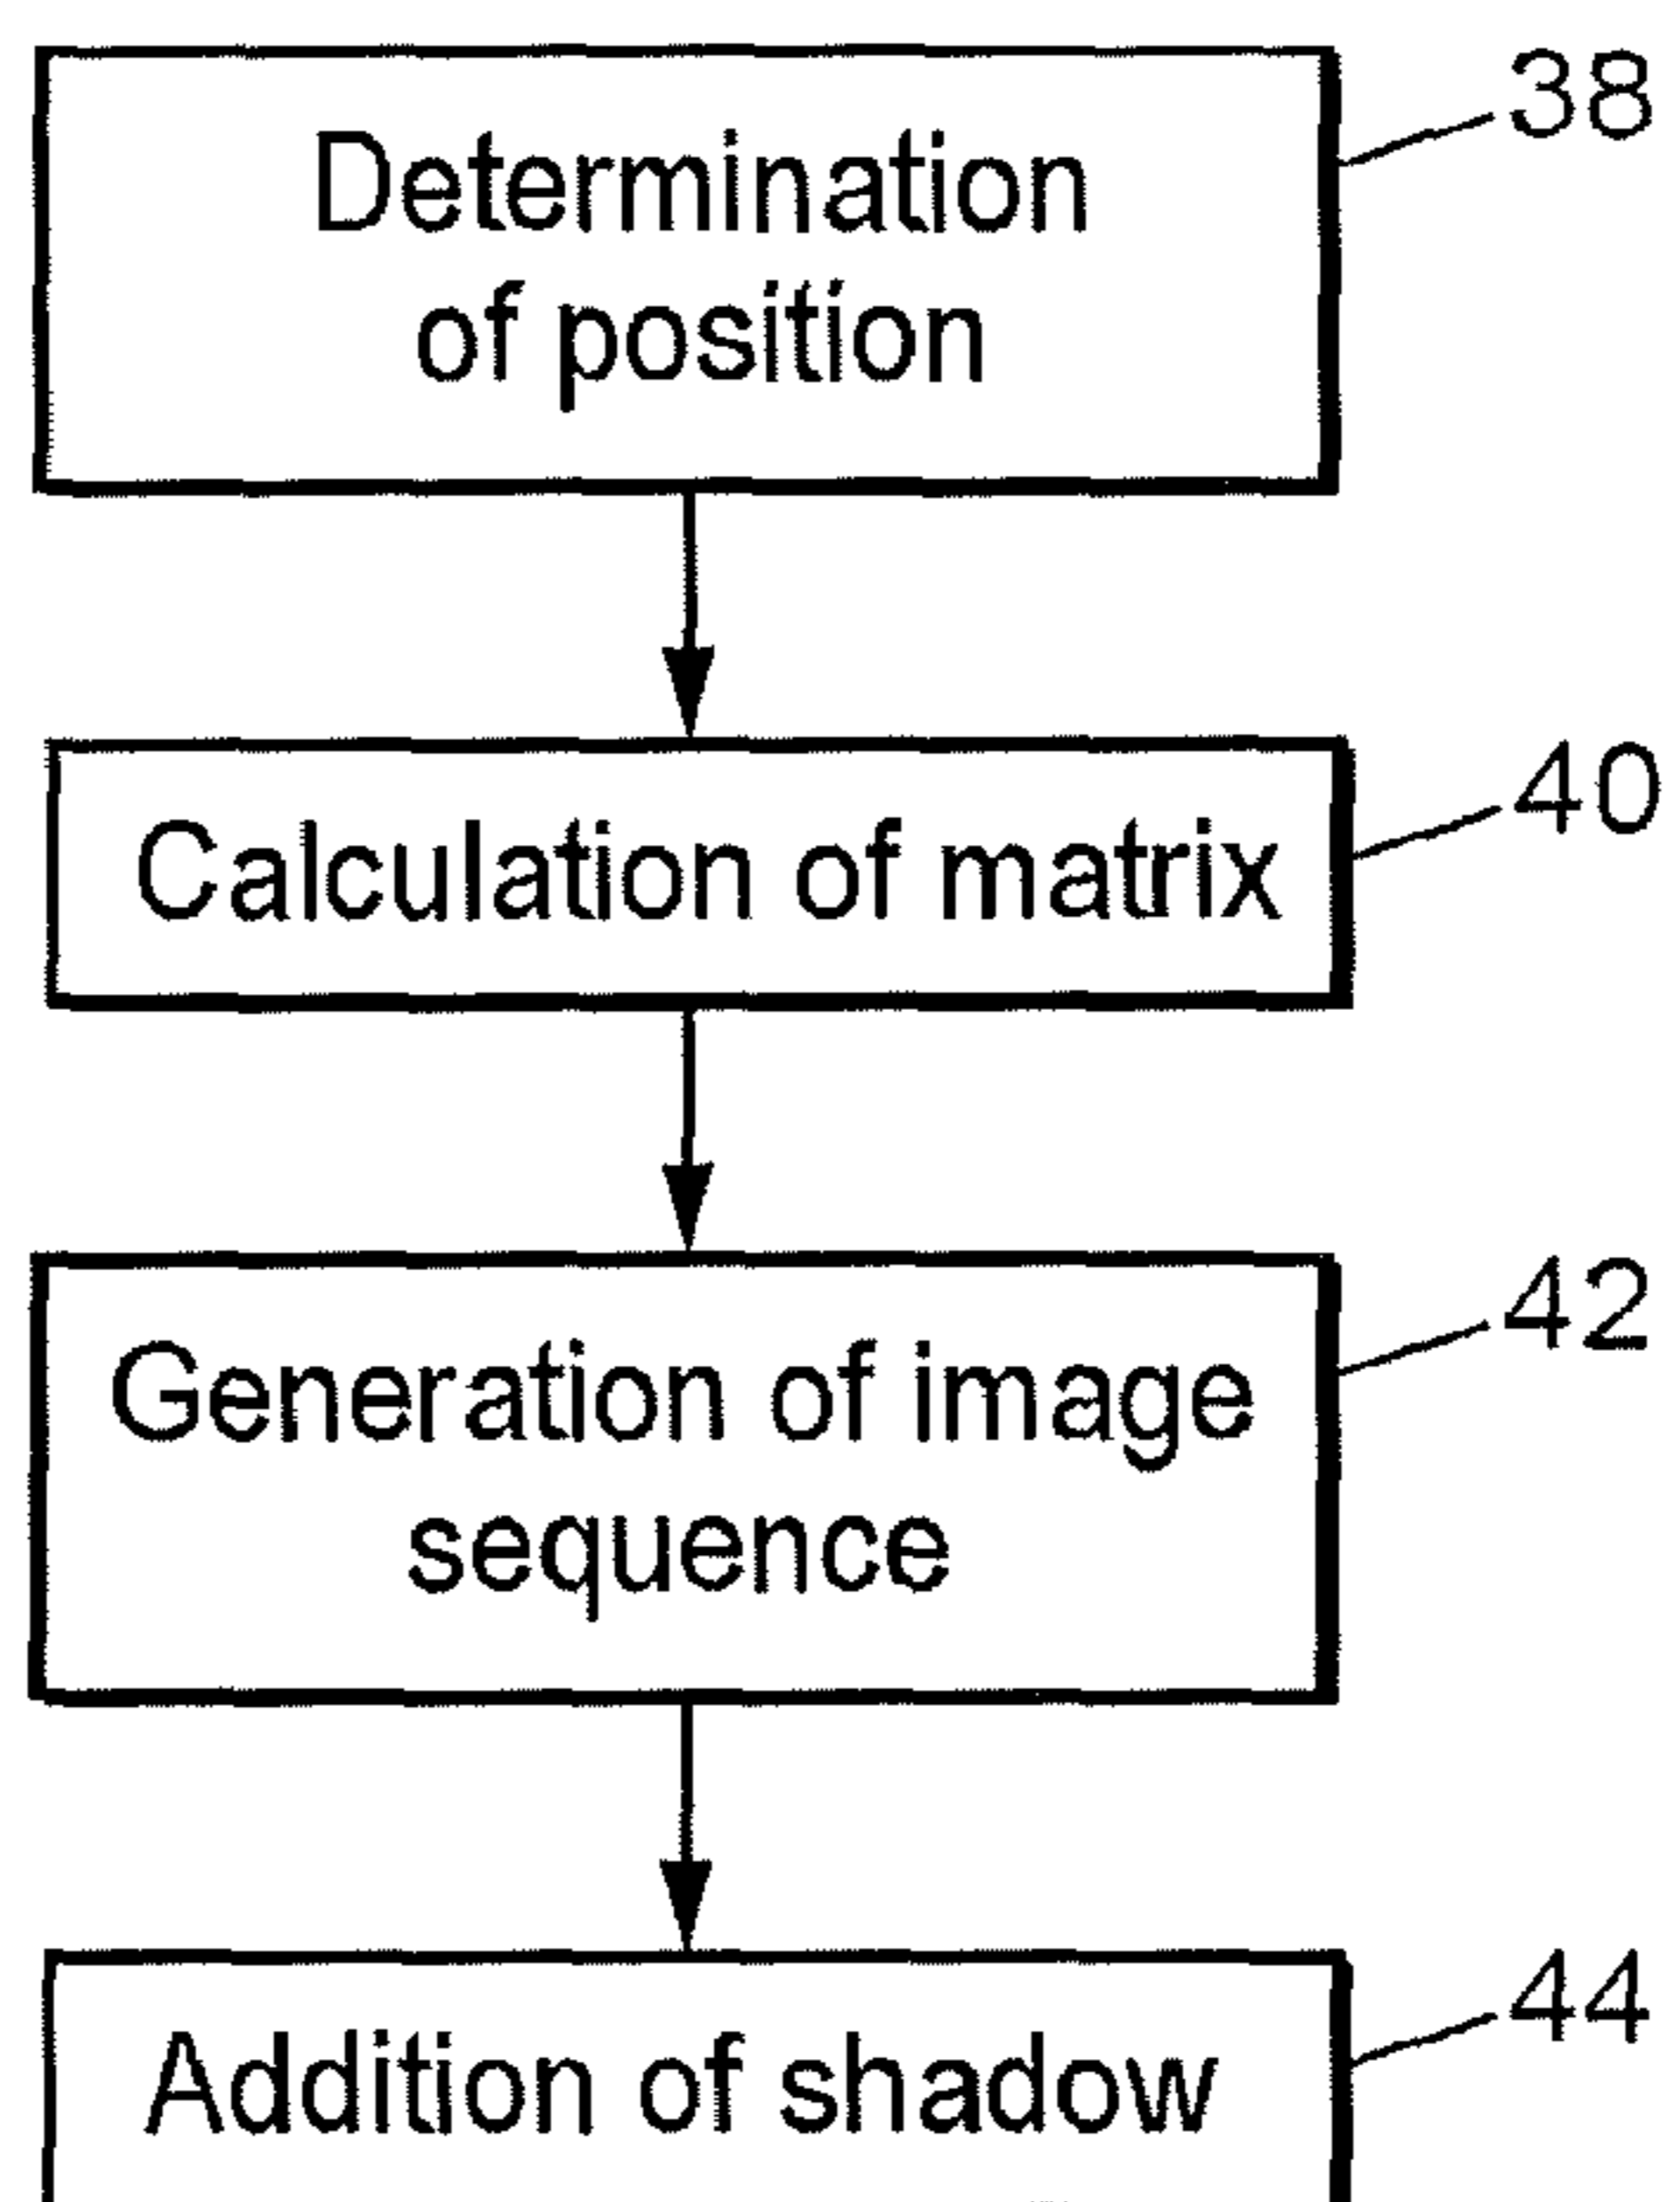 Determination
of position
38
Calculation of matrix
40
Generation of image
sequence
42
Addition of shadow
44